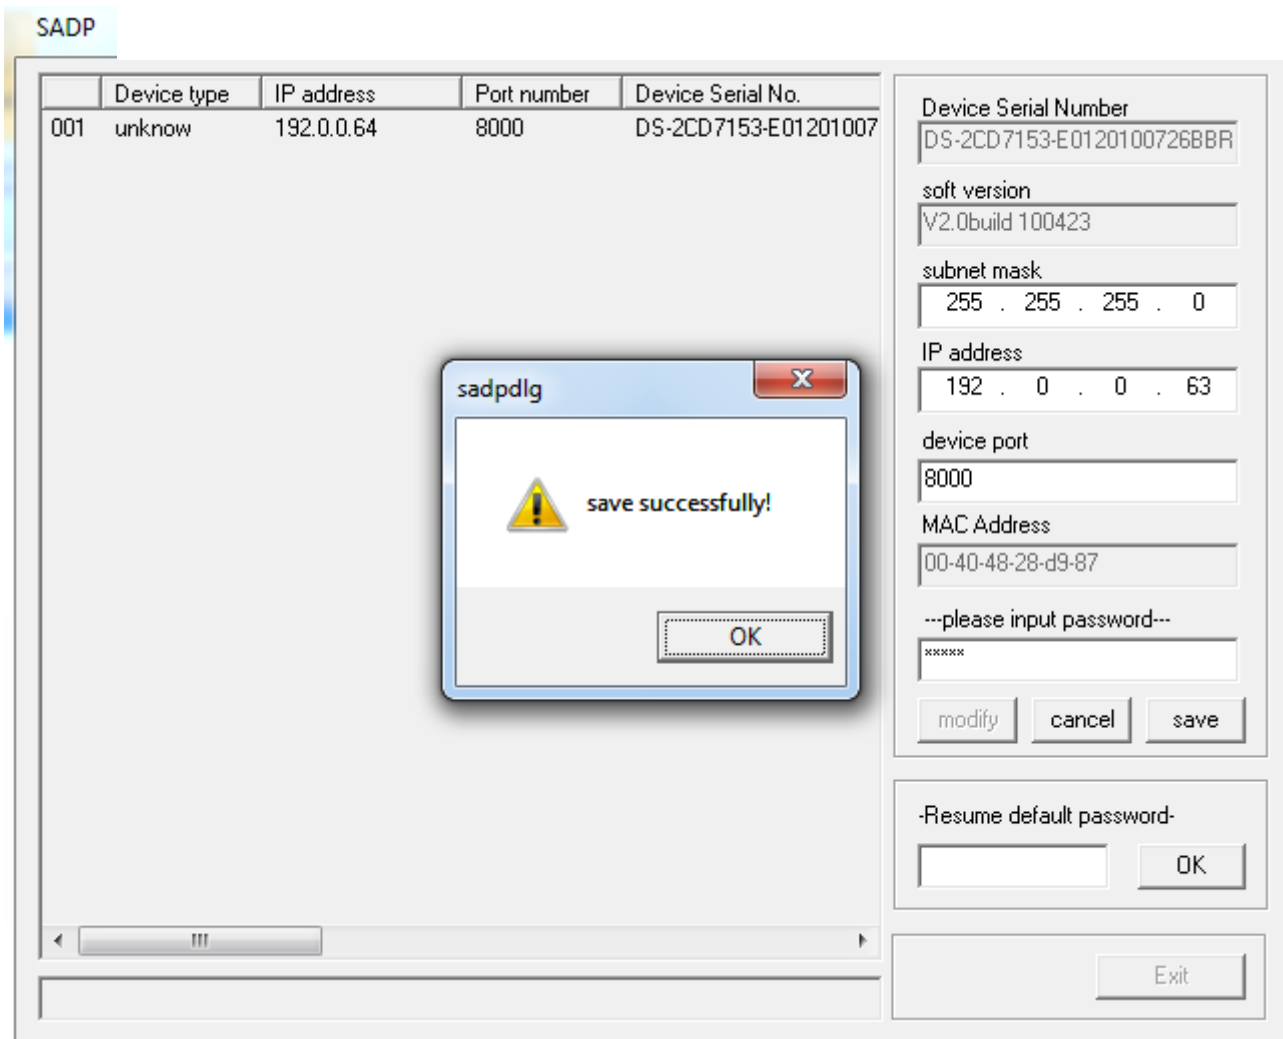 SADP
Device type IP address Port number Device Serial No.
001 unknow 192.0.0.64 8000 DS-2CD7153-E01201007
Device Serial Number
DS-2CD7153-E0120100726BBR
soft version
V2.0build 100423
subnet mask
255 . 255 . 255 . 0
IP address
192 . 0 . 0 . 63
device port
8000
MAC Address
00-40-48-28-d9-87
---please input password---
*****
modify cancel save
-Resume default password-
OK
Exit
sadpdlg
save successfully!
OK